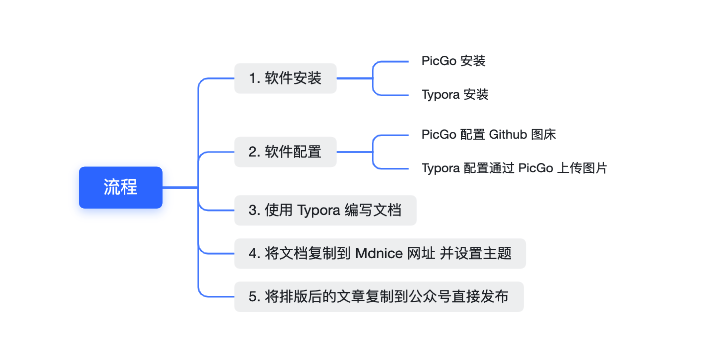 流程
1. 软件安装
PicGo 安装
Typora 安装
2. 软件配置
PicGo 配置 Github 图床
Typora 配置通过 PicGo 上传图片
3. 使用 Typora 编写文档
4. 将文档复制到 Mdnice 网址 并设置主题
5. 将排版后的文章复制到公众号直接发布